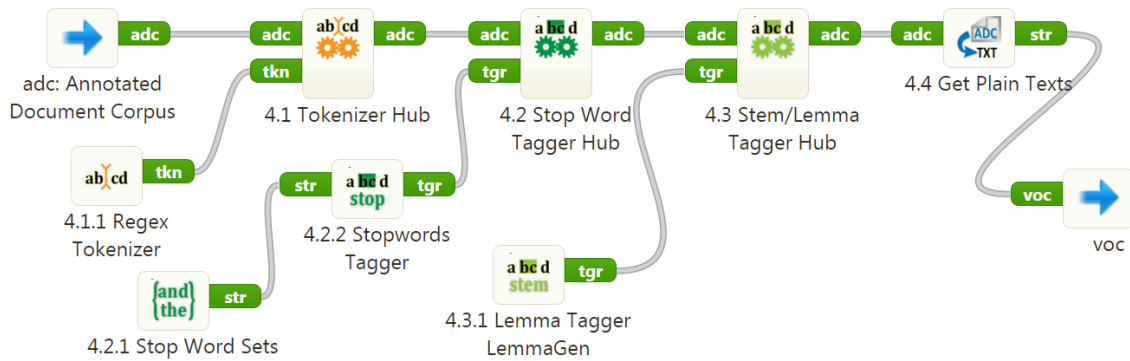 adc
adc: Annotated
Document Corpus
adc
tkn
ab cd
adc
4.1 Tokenizer Hub
adc
tgr
a bc d
adc
4.2 Stop Word
Tagger Hub
adc
tgr
a bc d
adc
4.3 Stem/Lemma
Tagger Hub
adc
ADC
TXT
str
4.4 Get Plain Texts
ab cd
tkn
4.1.1 Regex
Tokenizer
str
a bc d
stop
tgr
4.2.2 Stopwords
Tagger
voc
voc
{and
the}
str
4.2.1 Stop Word Sets
a bc d
stem
tgr
4.3.1 Lemma Tagger
LemmaGen